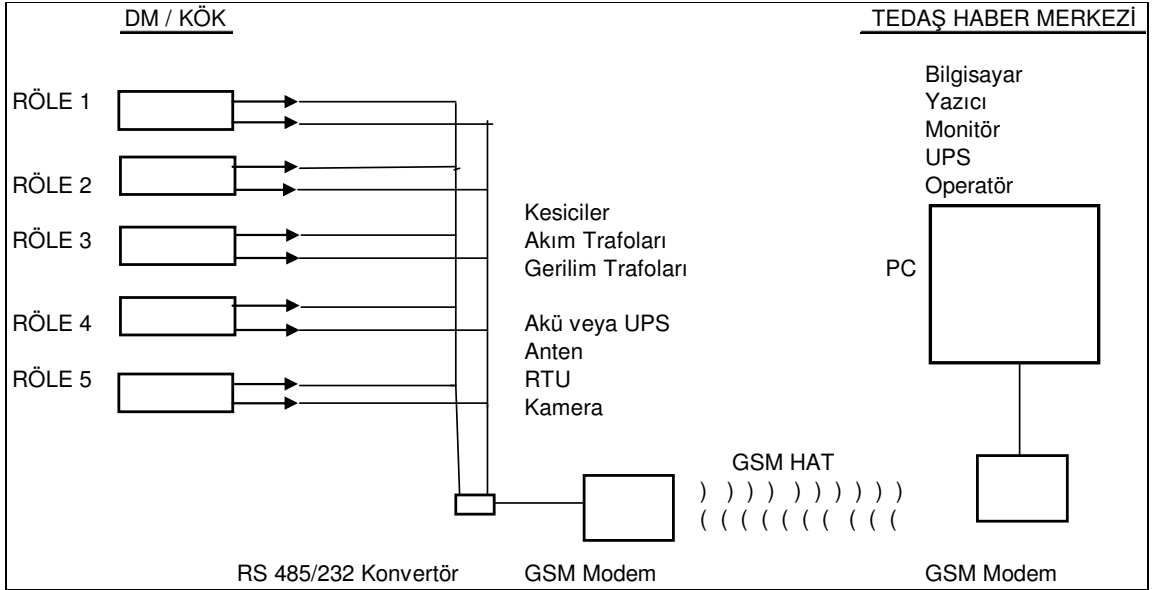 DM / KÖK
TEDAŞ HABER MERKEZİ
Bilgisayar
Yazıcı
Monitör
UPS
Operatör
RÖLE 1
RÖLE 2
RÖLE 3
RÖLE 4
RÖLE 5
Kesiciler
Akım Trafoları
Gerilim Trafoları
Akü veya UPS
Anten
RTU
Kamera
PC
GSM HAT
) ) ) ) ) ) ) ) ) )
( ( ( ( ( ( ( ( ( (
RS 485/232 Konvertör
GSM Modem
GSM Modem